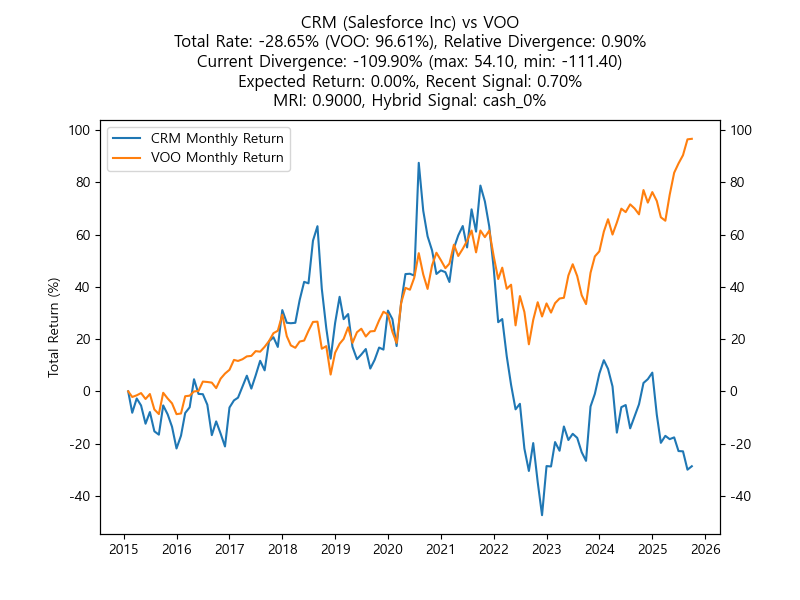 CRM (Salesforce Inc) vs VOO
Total Rate: -28.65% (VOO: 96.61%), Relative Divergence: 0.90%
Current Divergence: -109.90% (max: 54.10, min: -111.40)
Expected Return: 0.00%, Recent Signal: 0.70%
MRI: 0.9000, Hybrid Signal: cash_0%
CRM Monthly Return
VOO Monthly Return
Total Return (%)
100
80
60
40
20
0
-20
-40
100
80
60
40
20
0
-20
-40
2015 2016 2017 2018 2019 2020 2021 2022 2023 2024 2025 2026